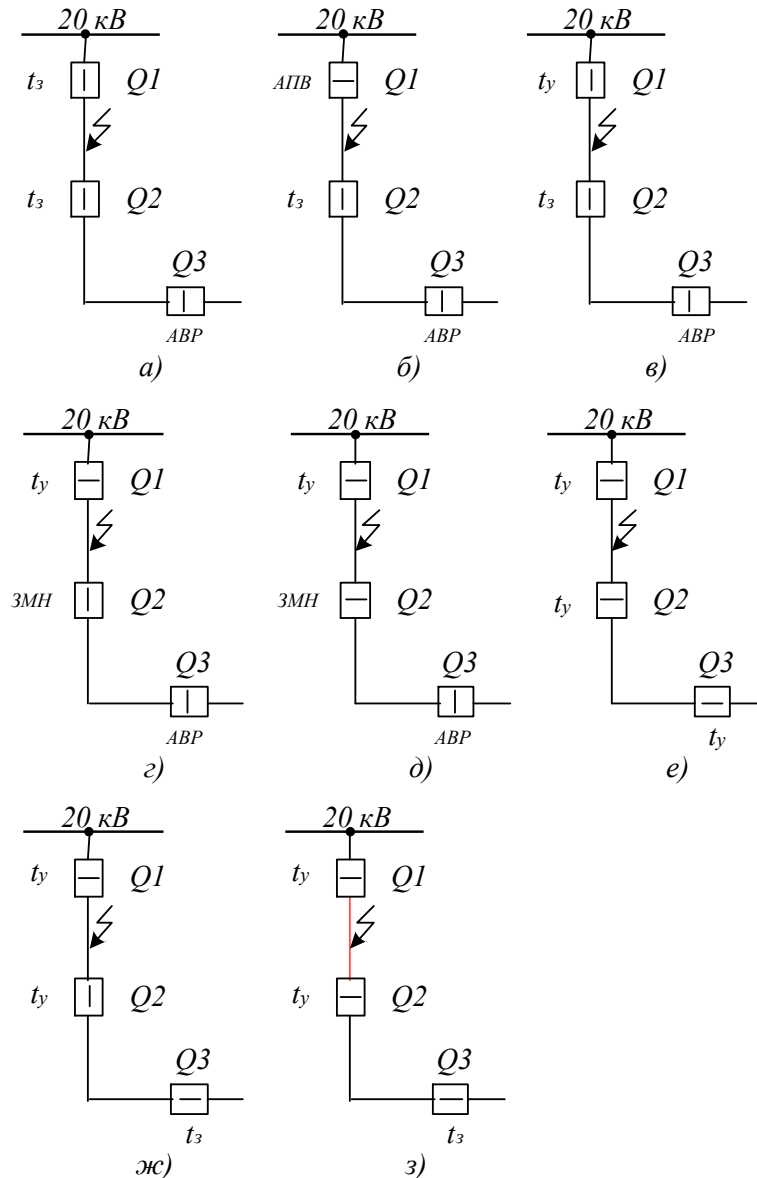 20 кВ
tз Q1
tз Q2
Q3
АВР
а)
20 кВ
АПВ Q1
tз Q2
Q3
АВР
б)
20 кВ
tу Q1
tз Q2
Q3
АВР
в)
20 кВ
tу Q1
ЗМН Q2
Q3
АВР
г)
20 кВ
tу Q1
ЗМН Q2
Q3
АВР
д)
20 кВ
tу Q1
tу Q2
Q3
tу
е)
20 кВ
tу Q1
tу Q2
Q3
tз
ж)
20 кВ
tу Q1
tу Q2
Q3
tз
з)